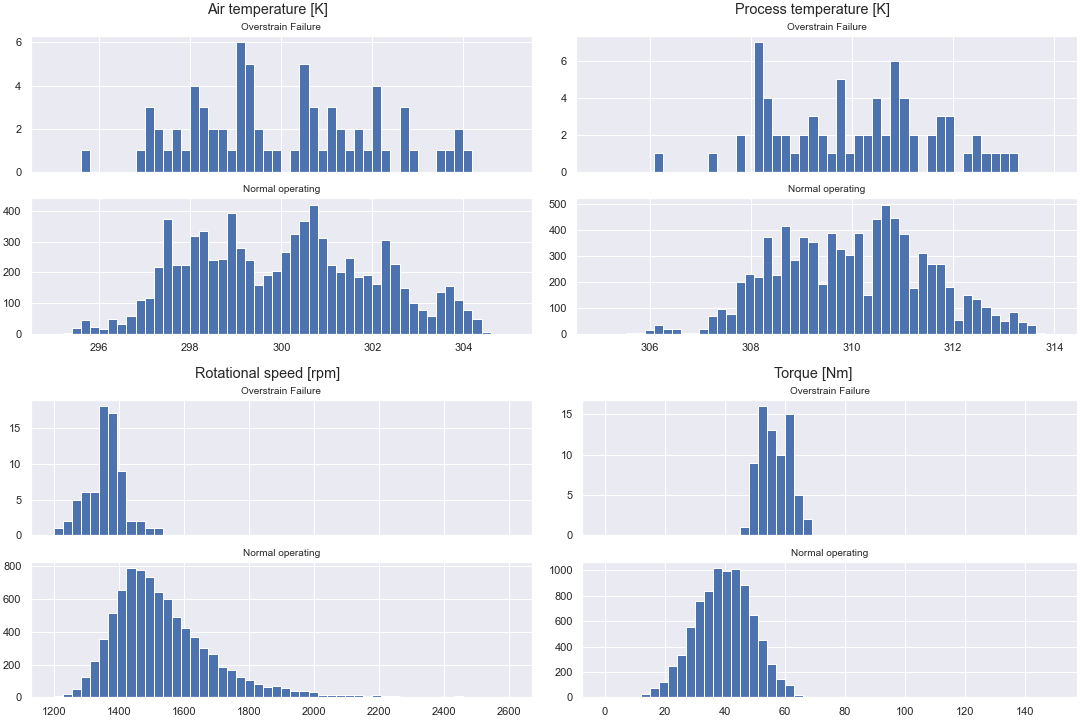 Air temperature [K]
Overstrain Failure
6
4
2
0
Normal operating
400
300
200
100
0
296 298 300 302 304
Process temperature [K]
Overstrain Failure
6
4
2
0
Normal operating
500
400
300
200
100
0
306 308 310 312 314
Rotational speed [rpm]
Overstrain Failure
15
10
5
0
Normal operating
800
600
400
200
0
1200 1400 1600 1800 2000 2200 2400 2600
Torque [Nm]
Overstrain Failure
15
10
5
0
Normal operating
1000
800
600
400
200
0
0 20 40 60 80 100 120 140